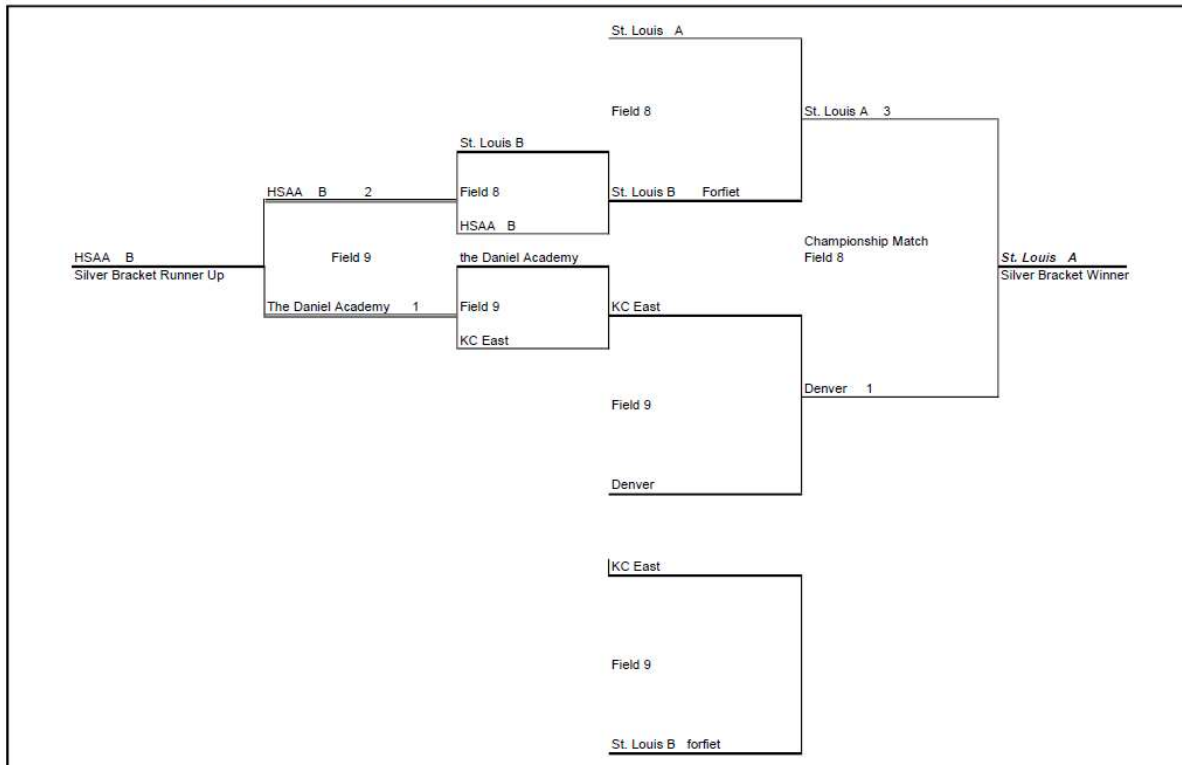 St. Louis A
Field 8
St. Louis A 3
St. Louis B
HSAA B 2
Field 8
St. Louis B Forfiet
HSAA B
Championship Match
Field 8
HSAA B
Silver Bracket Runner Up
Field 9
the Daniel Academy
St. Louis A
Silver Bracket Winner
The Daniel Academy 1
Field 9
KC East
KC East
Denver 1
Field 9
Denver
KC East
Field 9
St. Louis B forfiet